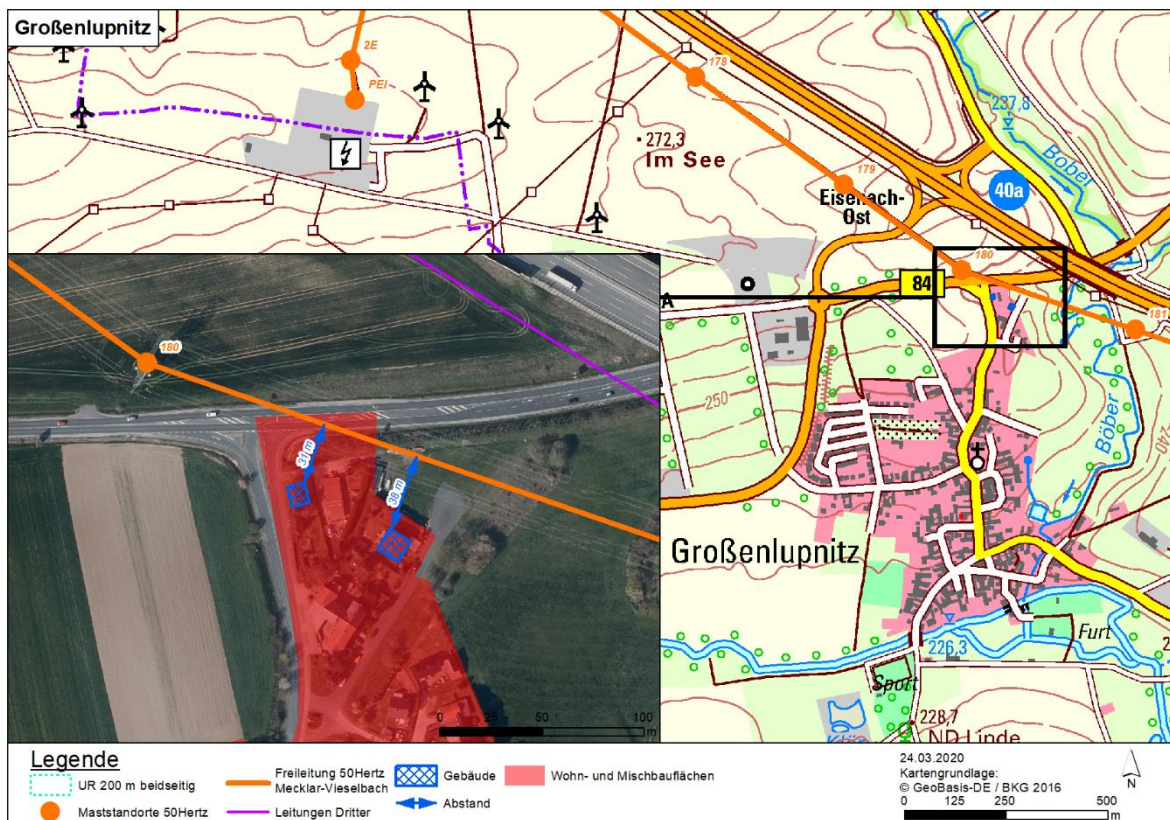 Großenlupnitz
2E
PEI
178
272,3
Im See
179
Eisenach-
Ost
237,8
Böber
40a
180
84
A
181
250
Böber
Großenlupnitz
Furt
226,3
Sport
228,7
ND Linde
180
31 m
38 m
0 50 100
m
Legende
UR 200 m beidseitig
Maststandorte 50Hertz
Freileitung 50Hertz
Mecklar-Vieselbach
Leitungen Dritter
Gebäude
Abstand
Wohn- und Mischbauflächen
24.03.2020
Kartengrundlage:
© GeoBasis-DE / BKG 2016
N
0 125 250 500
m